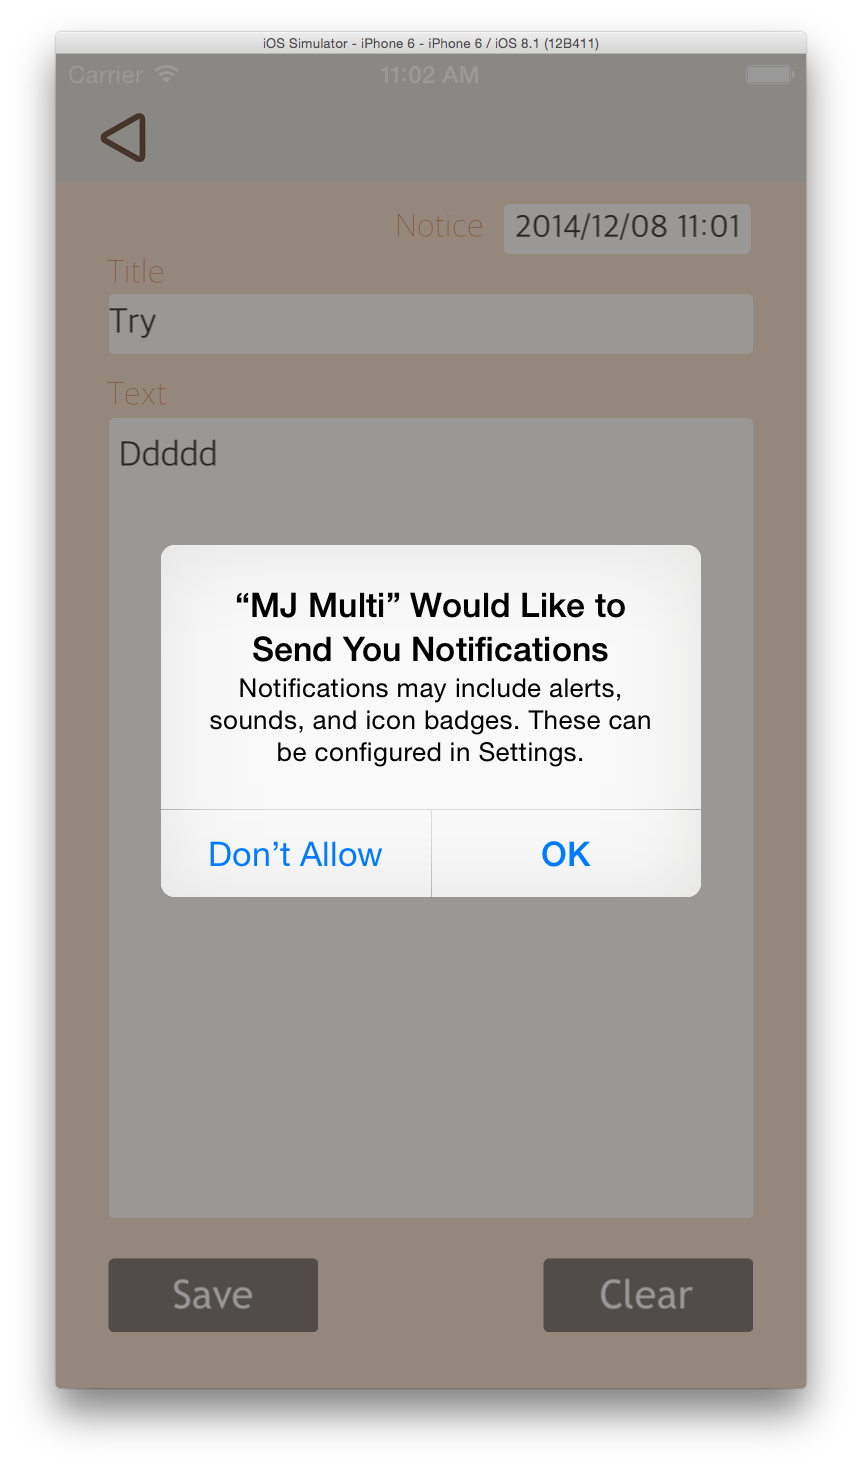 iOS Simulator - iPhone 6 - iPhone 6 / iOS 8.1 (12B411)
Carrier 11:02 AM
Notice 2014/12/08 11:01
Title
Try
Text
Ddddd
“MJ Multi” Would Like to
Send You Notifications
Notifications may include alerts,
sounds, and icon badges. These can
be configured in Settings.
Don’t Allow OK
Save Clear